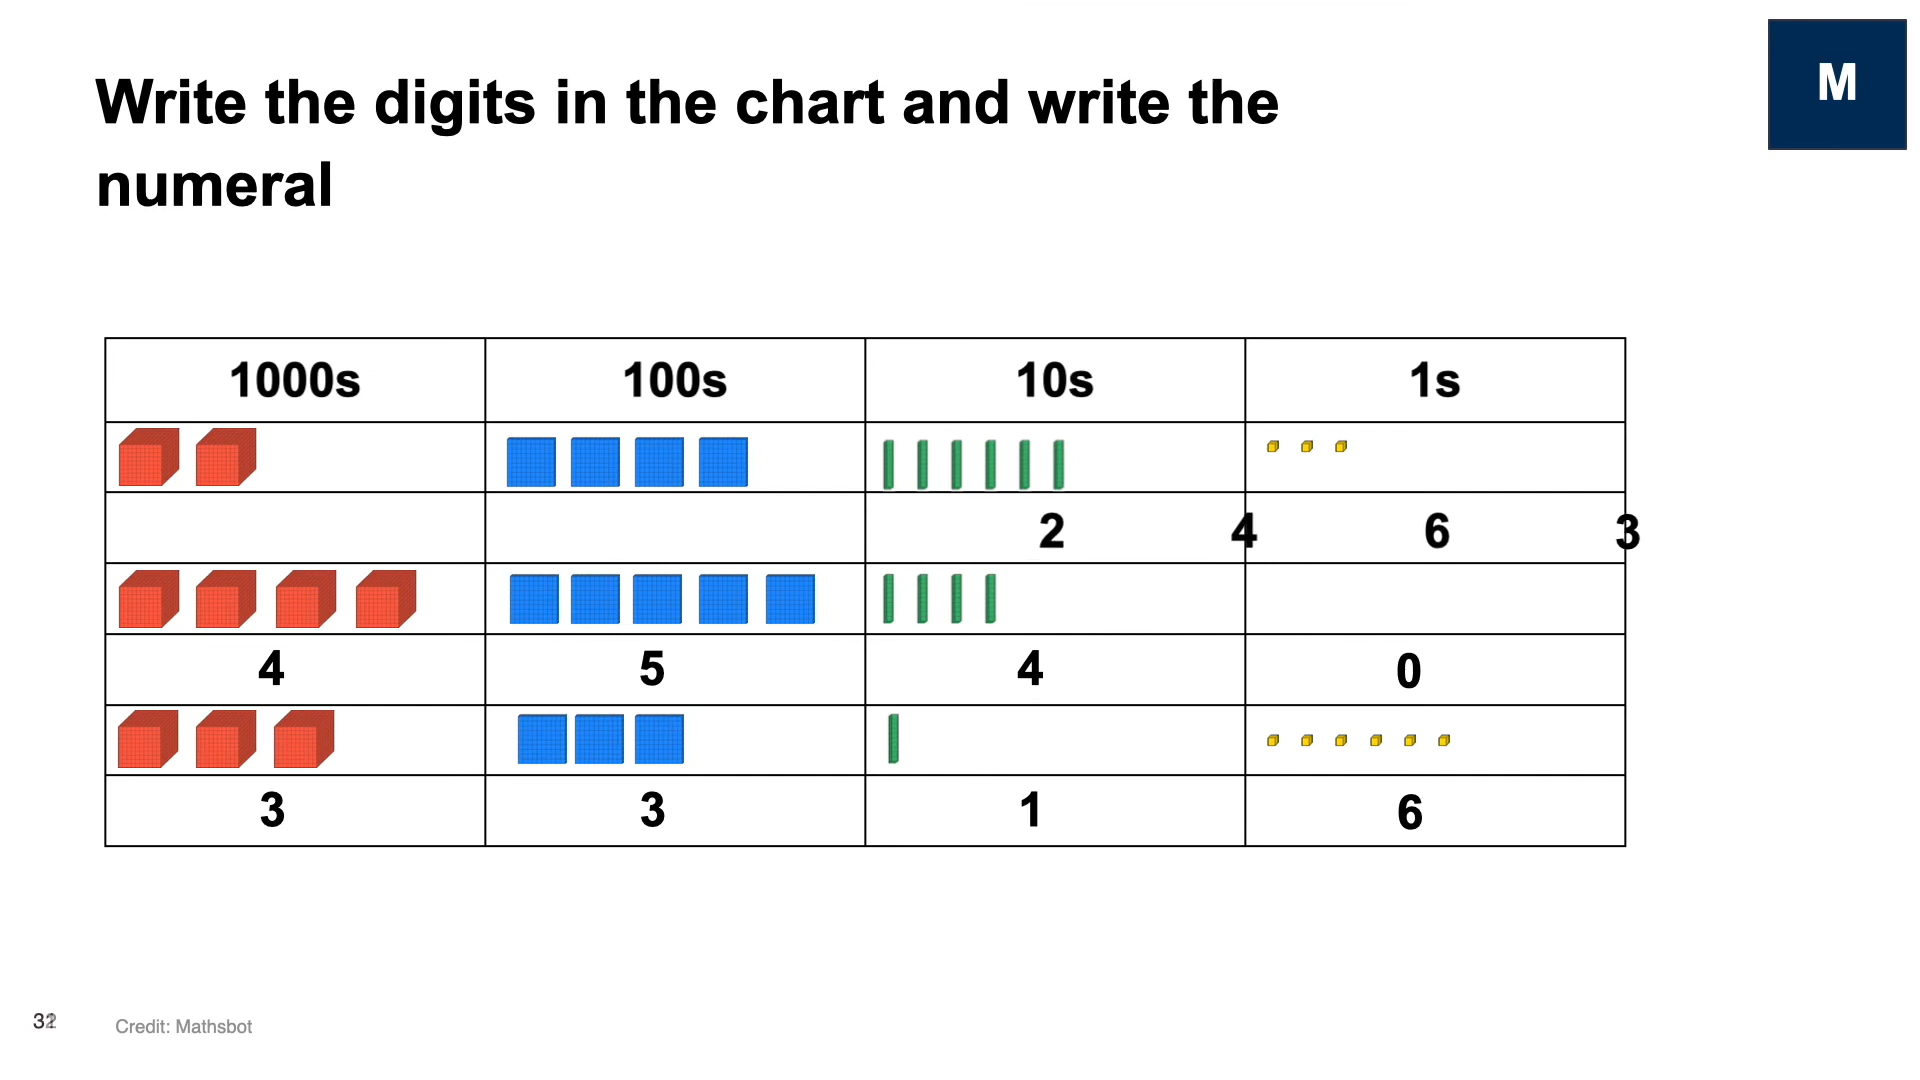 M
Write the digits in the chart and write the
numeral
1000s 100s 10s 1s
2 4 6 3
4 5 4 0
3 3 1 6
Credit: Mathsbot